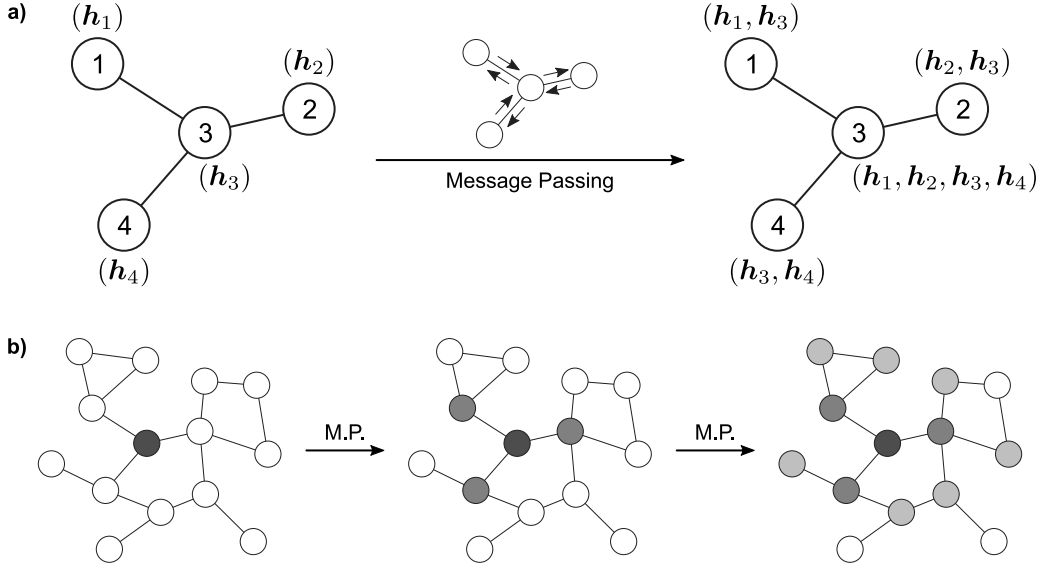 a)
(h₁)
1
(h₂)
2
3
(h₃)
4
(h₄)
Message Passing
(h₁, h₃)
1
(h₂, h₃)
2
3
(h₁, h₂, h₃, h₄)
4
(h₃, h₄)
b)
M.P.
M.P.